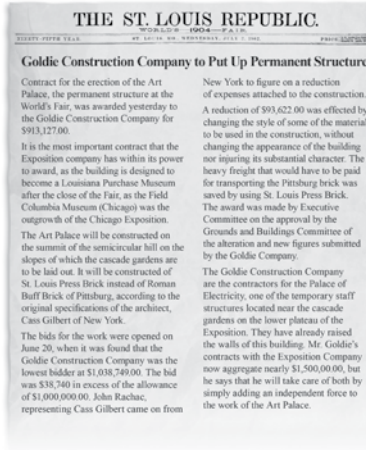 THE ST. LOUIS REPUBLIC.
WORLD'S 1904 FAIR
NINETY-FIFTH YEAR
ST. LOUIS, MO. WEDNESDAY, JULY
PRICE
Goldie Construction Company to Put Up Permanent Structure
Contract for the erection of the Art
Palace, the permanent structure at the
World's Fair, was awarded yesterday to
the Goldie Construction Company for
$913,127.00.
It is the most important contract that the
Exposition company has within its power
to award, as the building is designed to
become a Louisiana Purchase Museum
after the close of the Fair, as the Field
Columbia Museum (Chicago) was the
outgrowth of the Chicago Exposition.
The Art Palace will be constructed on
the summit of the semicircular hill on the
slopes of which the cascade gardens are
to be laid out. It will be constructed of
St. Louis Press Brick instead of Roman
Buff Brick of Pittsburg, according to the
original specifications of the architect,
Cass Gilbert of New York.
The bids for the work were opened on
June 20, when it was found that the
Goldie Construction Company was the
lowest bidder at $1,038,749.00. The bid
was $38,740 in excess of the allowance
of $1,000,000.00. John Rachac,
representing Cass Gilbert came on from
New York to figure on a reduction
of expenses attached to the construction.
A reduction of $93,622.00 was effected by
changing the style of some of the material
to be used in the construction, without
changing the appearance of the building
nor injuring its substantial character. The
heavy freight that would have to be paid
for transporting the Pittsburg brick was
saved by using St. Louis Press Brick.
The award was made by Executive
Committee on the approval by the
Grounds and Buildings Committee of
the alteration and new figures submitted
by the Goldie Company.
The Goldie Construction Company
are the contractors for the Palace of
Electricity, one of the temporary staff
structures located near the cascade
gardens on the lower plateau of the
Exposition. They have already raised
the walls of this building. Mr. Goldie's
contracts with the Exposition Company
now aggregate nearly $1,500,00.00, but
he says that he will take care of both by
simply adding an independent force to
the work of the Art Palace.